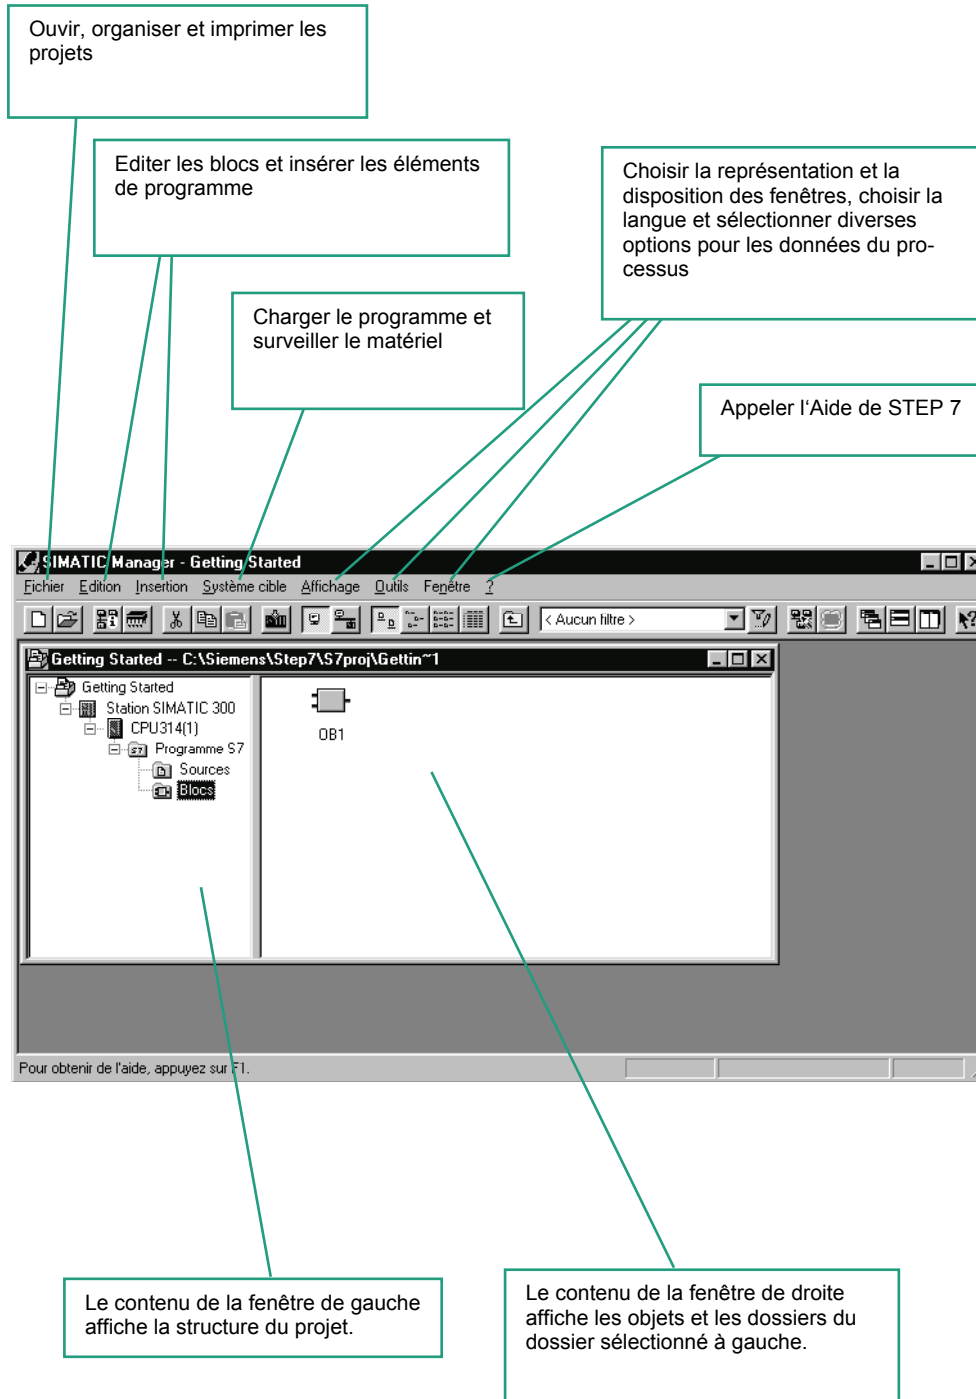 Ouvir, organiser et imprimer les
projets
Editer les blocs et insérer les éléments
de programme
Choisir la représentation et la
disposition des fenêtres, choisir la
langue et sélectionner diverses
options pour les données du pro-
cessus
Charger le programme et
surveiller le matériel
Appeler l‘Aide de STEP 7
SIMATIC Manager - Getting Started
Fichier Edition Insertion Système cible Affichage Outils Fenêtre ?
< Aucun filtre >
Getting Started -- C:\Siemens\Step7\S7proj\Gettin~1
Getting Started
Station SIMATIC 300
CPU314(1)
Programme S7
Sources
Blocs
OB1
Pour obtenir de l'aide, appuyez sur F1.
Le contenu de la fenêtre de gauche
affiche la structure du projet.
Le contenu de la fenêtre de droite
affiche les objets et les dossiers du
dossier sélectionné à gauche.